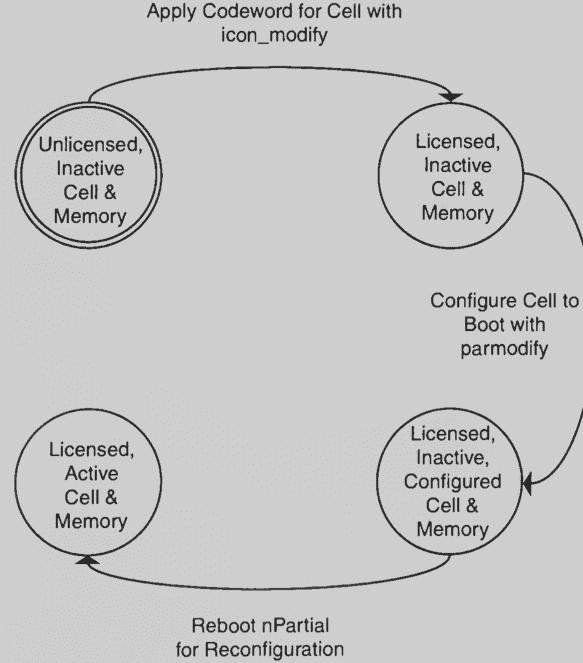 Apply Codeword for Cell with
icon_modify
Unlicensed,
Inactive
Cell &
Memory
Licensed,
Inactive
Cell &
Memory
Configure Cell to
Boot with
parmodify
Licensed,
Active
Cell &
Memory
Licensed,
Inactive,
Configured
Cell &
Memory
Reboot nPartial
for Reconfiguration